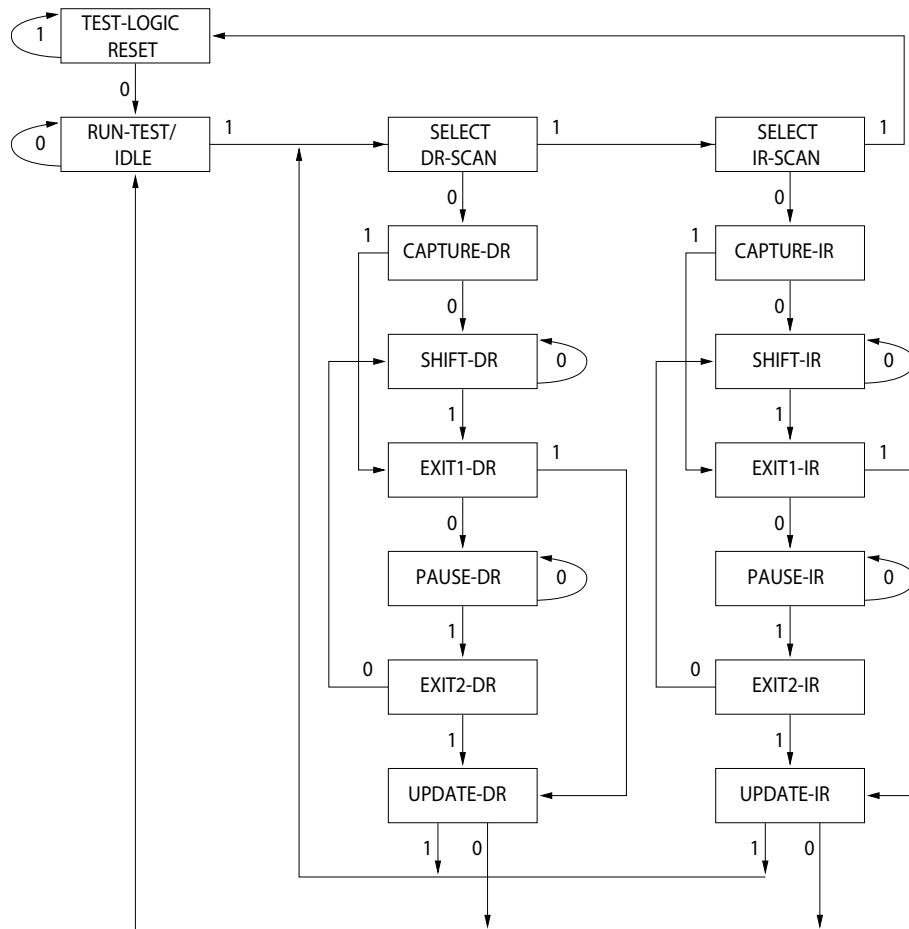 1
TEST-LOGIC
RESET
0
0
RUN-TEST/
IDLE
1
SELECT
DR-SCAN
1
SELECT
IR-SCAN
1
0
0
1
CAPTURE-DR
1
CAPTURE-IR
0
0
SHIFT-DR
0
SHIFT-IR
0
1
1
EXIT1-DR
1
EXIT1-IR
1
0
0
PAUSE-DR
0
PAUSE-IR
0
1
1
0
EXIT2-DR
0
EXIT2-IR
1
1
UPDATE-DR
UPDATE-IR
1
0
1
0